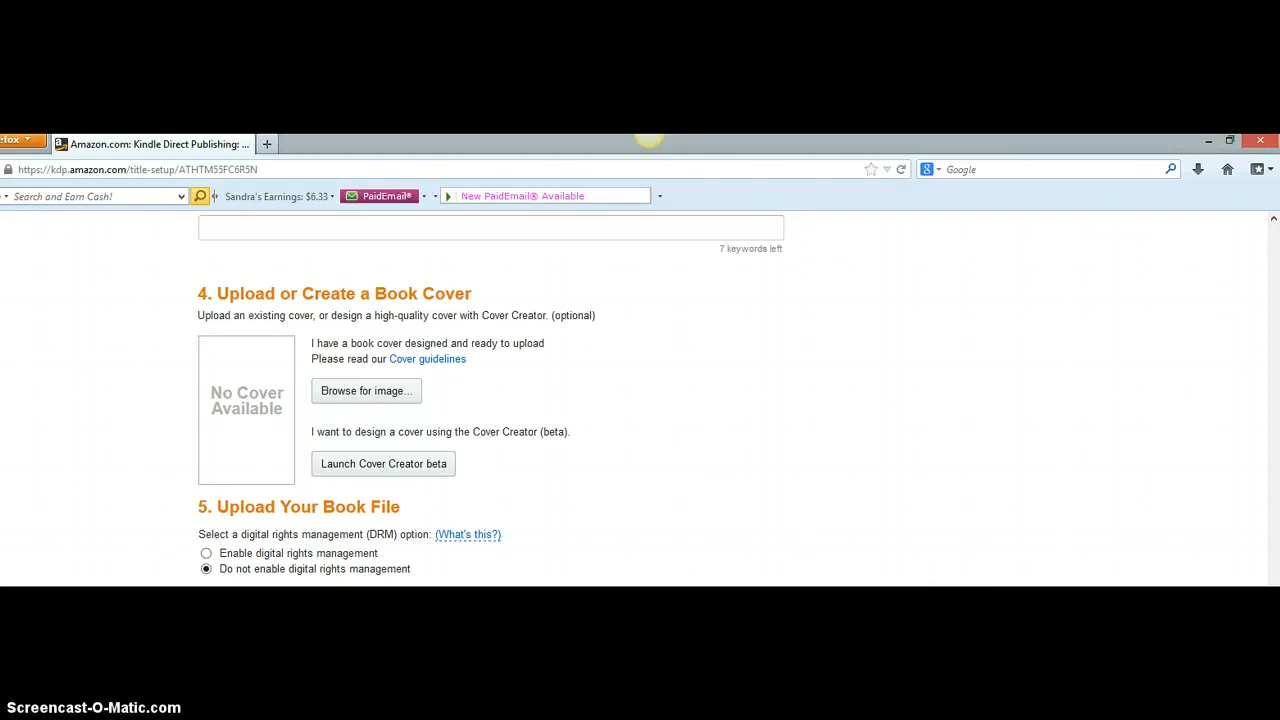 efox
Amazon.com: Kindle Direct Publishing: ...
https://kdp.amazon.com/title-setup/ATHTM55FC6R5N
Google
Search and Earn Cash!
Sandra's Earnings: $6.33
PaidEmail®
New PaidEmail® Available
7 keywords left
4. Upload or Create a Book Cover
Upload an existing cover, or design a high-quality cover with Cover Creator. (optional)
No Cover
Available
I have a book cover designed and ready to upload
Please read our Cover guidelines
Browse for image...
I want to design a cover using the Cover Creator (beta).
Launch Cover Creator beta
5. Upload Your Book File
Select a digital rights management (DRM) option: (What's this?)
Enable digital rights management
Do not enable digital rights management
Screencast-O-Matic.com